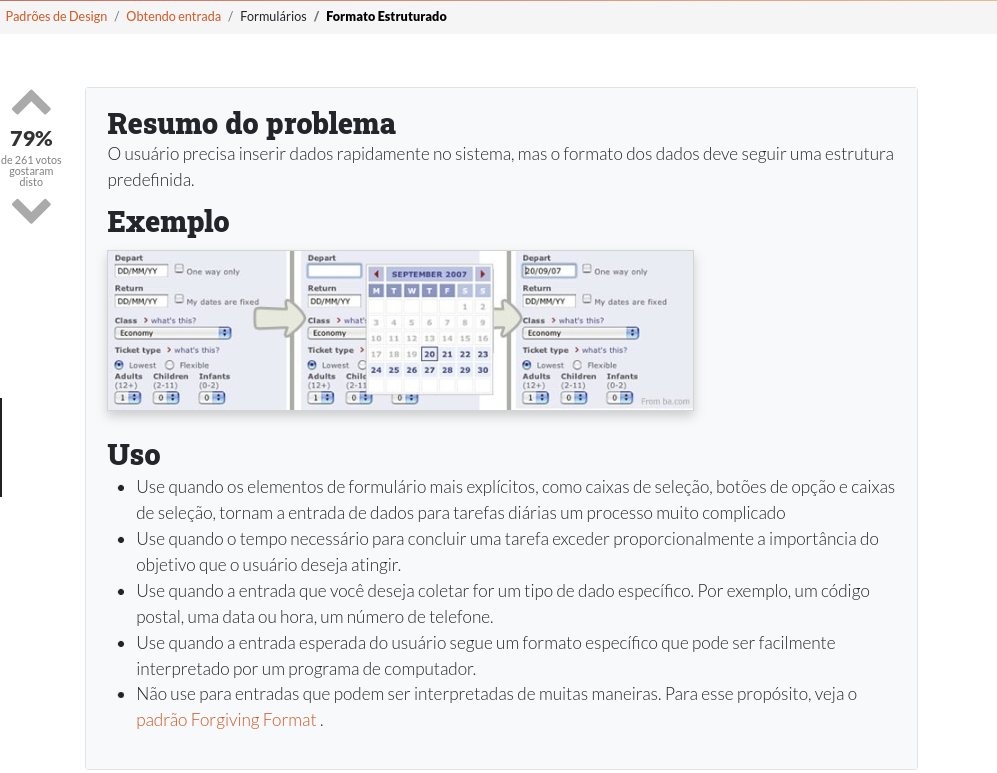 Padrões de Design / Obtendo entrada / Formulários / Formato Estruturado
79%
de 261 votos
gostaram
disto
Resumo do problema
O usuário precisa inserir dados rapidamente no sistema, mas o formato dos dados deve seguir uma estrutura
predefinida.
Exemplo
Depart
DD/MM/YY One way only
Return
DD/MM/YY My dates are fixed
Class > what's this?
Economy
Ticket type > what's this?
Lowest Flexible
Adults Children Infants
(12+) (2-11) (0-2)
1 0 0
Depart
Return
DD/MM/YY
Class > what'
Economy
Ticket type >
Lowest
Adults Chil
(12+) (2-11
1 0 0
SEPTEMBER 2007
M T W T F S S
1 2
3 4 5 6 7 8 9
10 11 12 13 14 15 16
17 18 19 20 21 22 23
24 25 26 27 28 29 30
Depart
20/09/07 One way only
Return
DD/MM/YY My dates are fixed
Class > what's this?
Economy
Ticket type > what's this?
Lowest Flexible
Adults Children Infants
(12+) (2-11) (0-2)
1 0 0
From ba.com
Uso
• Use quando os elementos de formulário mais explícitos, como caixas de seleção, botões de opção e caixas
de seleção, tornam a entrada de dados para tarefas diárias um processo muito complicado
• Use quando o tempo necessário para concluir uma tarefa exceder proporcionalmente a importância do
objetivo que o usuário deseja atingir.
• Use quando a entrada que você deseja coletar for um tipo de dado específico. Por exemplo, um código
postal, uma data ou hora, um número de telefone.
• Use quando a entrada esperada do usuário segue um formato específico que pode ser facilmente
interpretado por um programa de computador.
• Não use para entradas que podem ser interpretadas de muitas maneiras. Para esse propósito, veja o
padrão Forgiving Format .